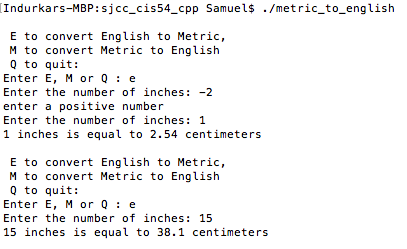 [Indurkars-MBP:sjcc_cis54_cpp Samuel$ ./metric_to_english
E to convert English to Metric,
M to convert Metric to English
Q to quit:
Enter E, M or Q : e
Enter the number of inches: -2
enter a positive number
Enter the number of inches: 1
1 inches is equal to 2.54 centimeters
E to convert English to Metric,
M to convert Metric to English
Q to quit:
Enter E, M or Q : e
Enter the number of inches: 15
15 inches is equal to 38.1 centimeters